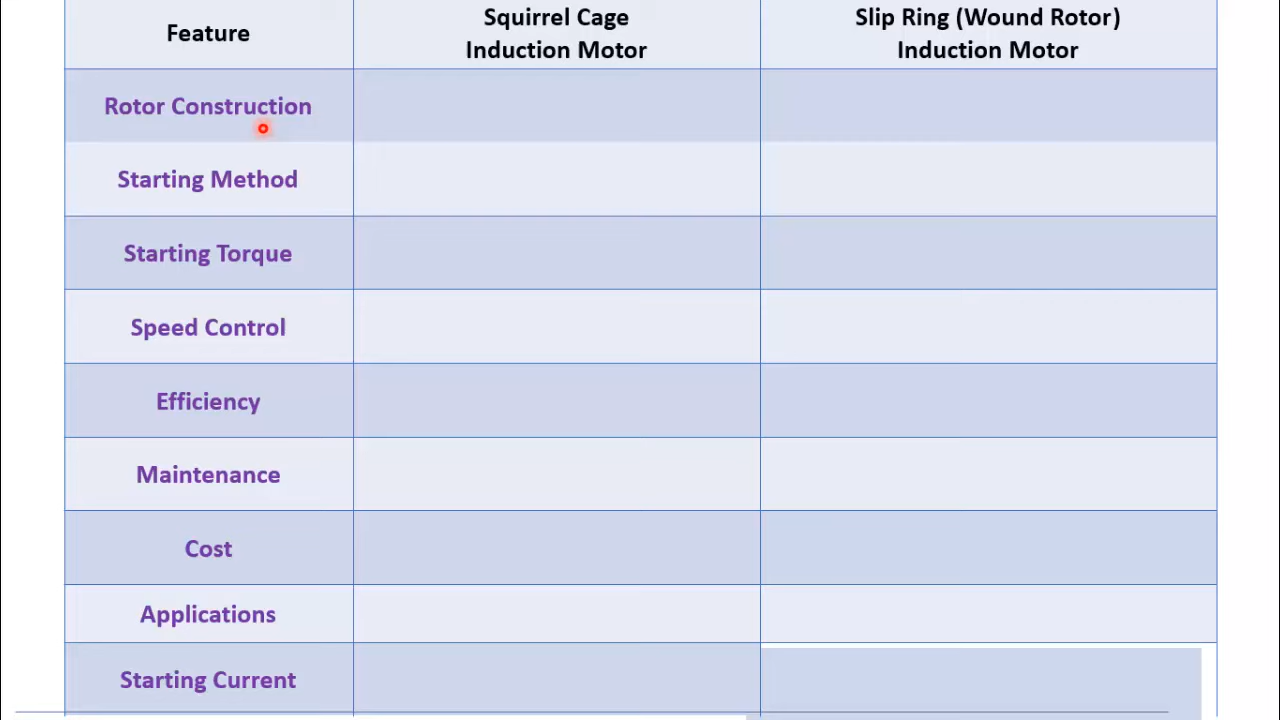 Feature
Squirrel Cage
Induction Motor
Slip Ring (Wound Rotor)
Induction Motor
Rotor Construction
Starting Method
Starting Torque
Speed Control
Efficiency
Maintenance
Cost
Applications
Starting Current